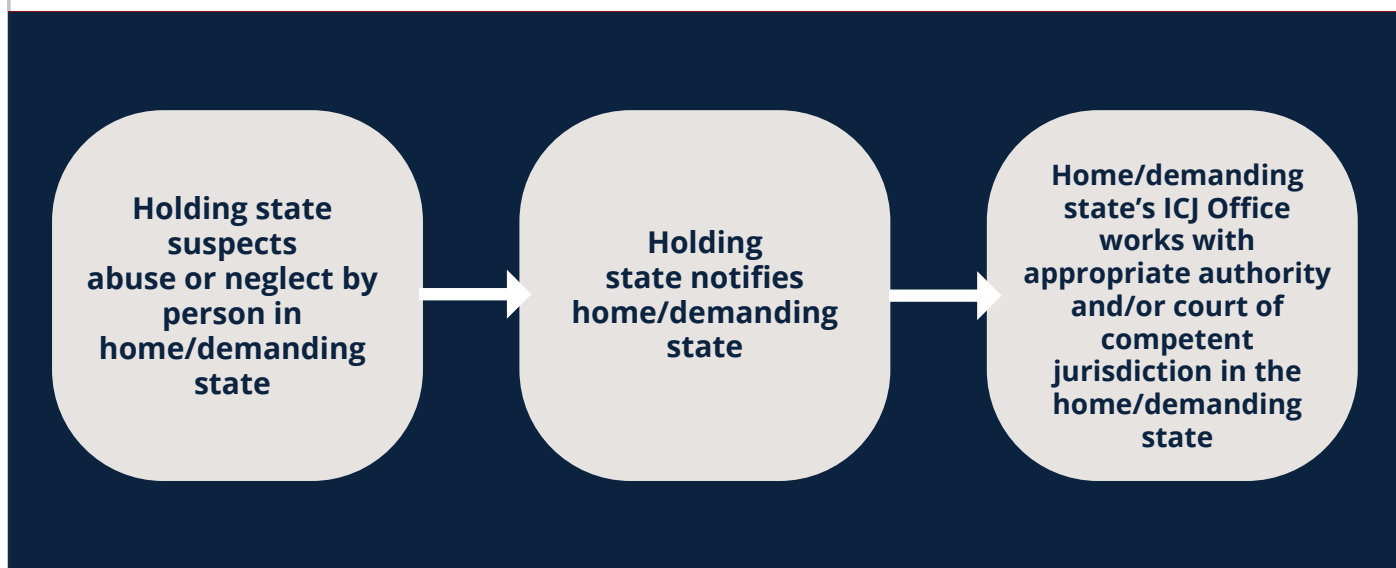 Holding state
suspects
abuse or neglect by
person in
home/demanding
state
Holding
state notifies
home/demanding
state
Home/demanding
state’s ICJ Office
works with
appropriate authority
and/or court of
competent
jurisdiction in the
home/demanding
state